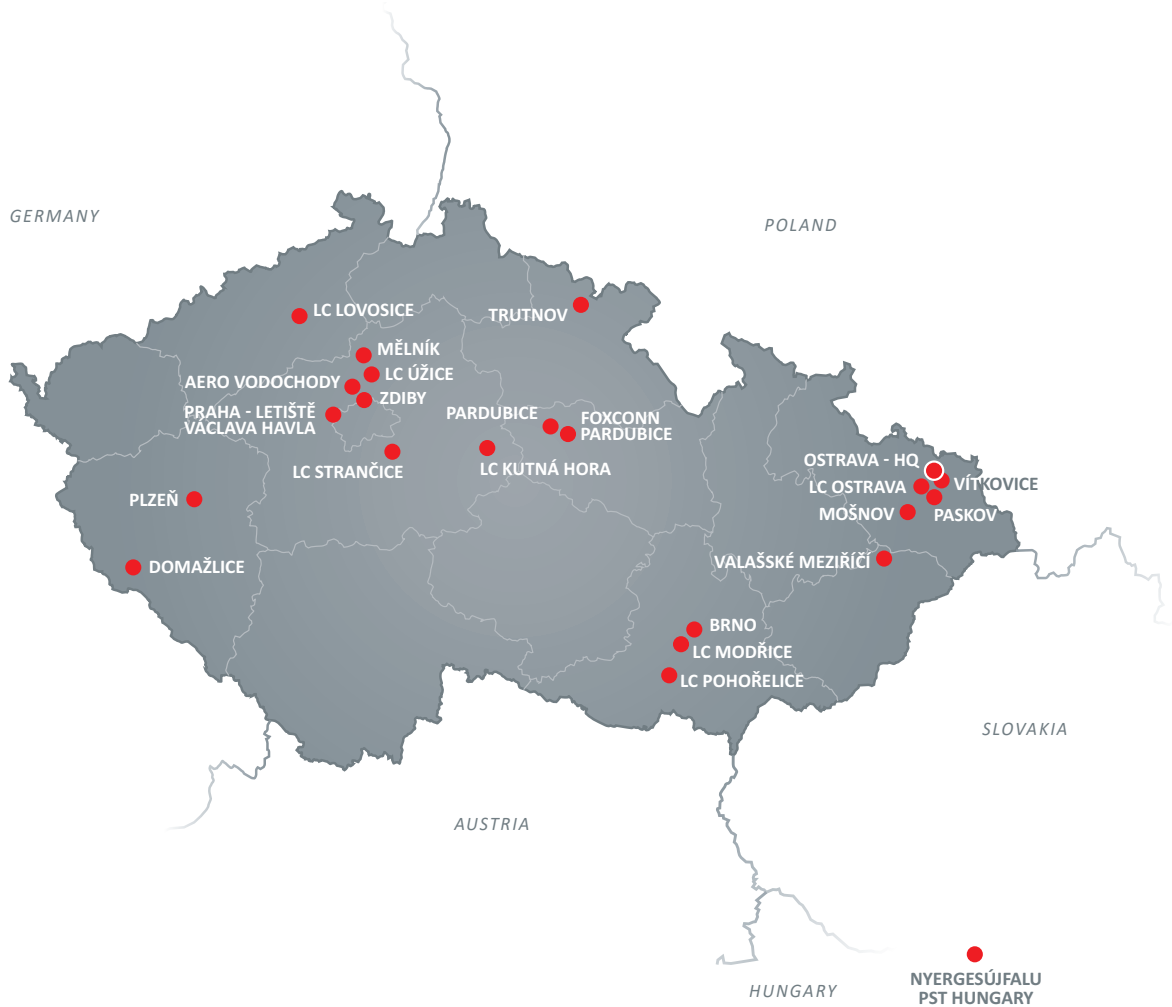 GERMANY
POLAND
LC LOVOSICE
TRUTNOV
MĚLNÍK
LC ÚŽICE
AERO VODOCHODY
ZDIBY
PRAHA - LETIŠTĚ
VÁCLAVA HAVLA
PARDUBICE
FOXCONN
PARDUBICE
LC STRANČICE
LC KUTNÁ HORA
OSTRAVA - HQ
VÍTKOVICE
LC OSTRAVA
PASKOV
MOŠNOV
PLZEŇ
DOMAŽLICE
VALAŠSKÉ MEZIŘÍČÍ
BRNO
LC MODŘICE
LC POHOŘELICE
SLOVAKIA
AUSTRIA
HUNGARY
NYERGESÚJFALU
PST HUNGARY